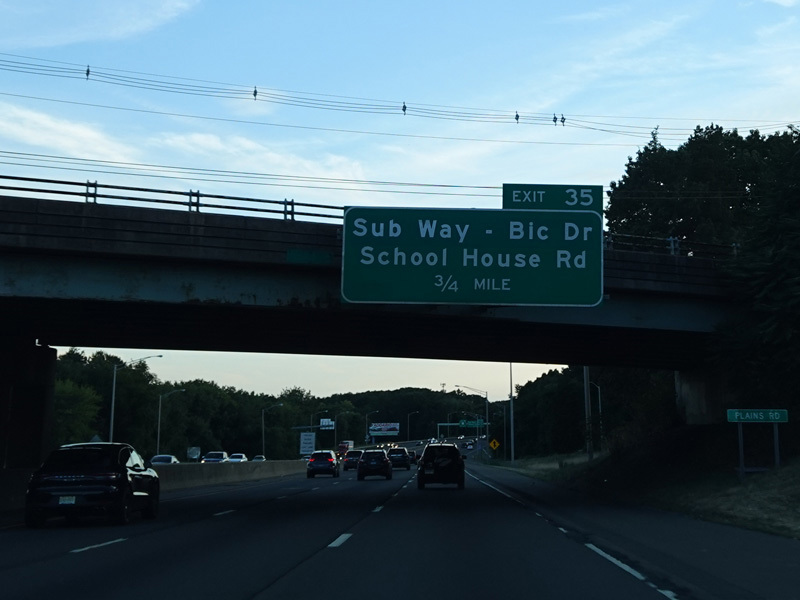 EXIT 35
Sub Way - Bic Dr
School House Rd
3/4 MILE
PLAINS RD